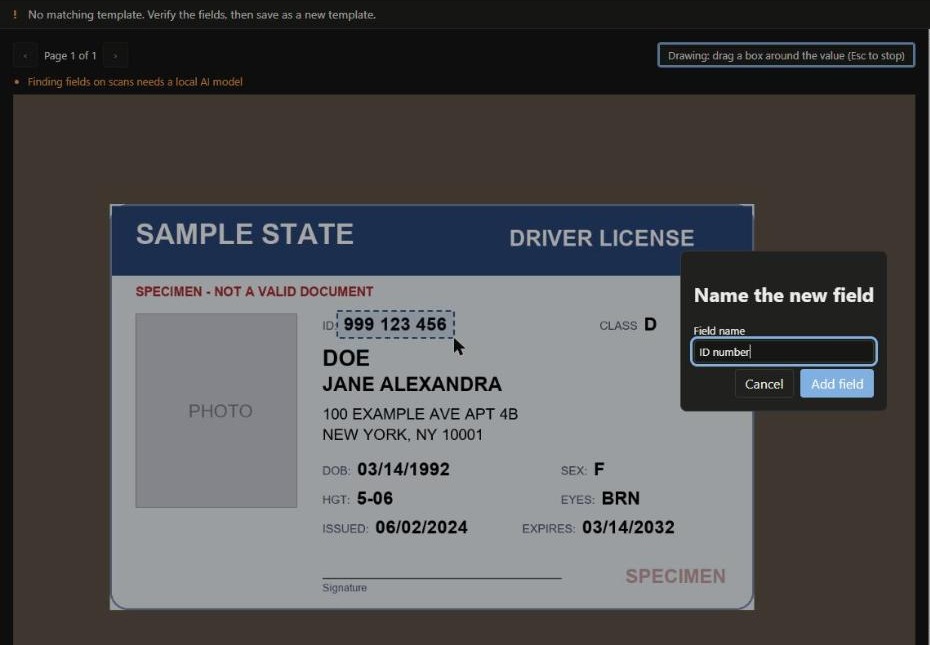 ! No matching template. Verify the fields, then save as a new template.
‹ Page 1 of 1 › Drawing: drag a box around the value (Esc to stop)
• Finding fields on scans needs a local AI model
SAMPLE STATE DRIVER LICENSE
SPECIMEN - NOT A VALID DOCUMENT
ID: 999 123 456 CLASS D
DOE
JANE ALEXANDRA
100 EXAMPLE AVE APT 4B
NEW YORK, NY 10001
PHOTO
DOB: 03/14/1992 SEX: F
HGT: 5-06 EYES: BRN
ISSUED: 06/02/2024 EXPIRES: 03/14/2032
Signature
SPECIMEN
Name the new field
Field name
ID number
Cancel Add field